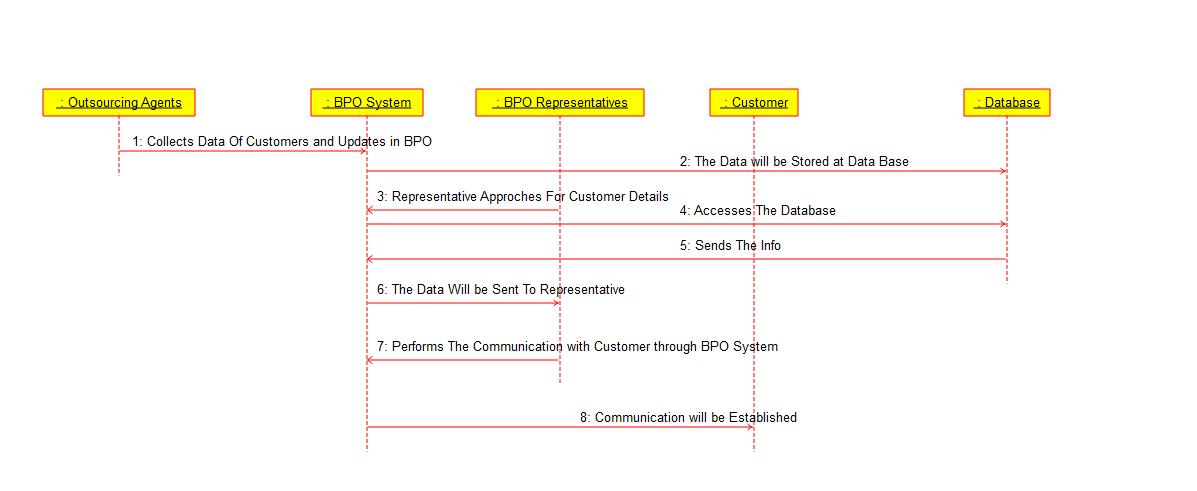 : Outsourcing Agents
: BPO System
: BPO Representatives
: Customer
: Database
1: Collects Data Of Customers and Updates in BPO
2: The Data will be Stored at Data Base
3: Representative Approches For Customer Details
4: Accesses The Database
5: Sends The Info
6: The Data Will be Sent To Representative
7: Performs The Communication with Customer through BPO System
8: Communication will be Established